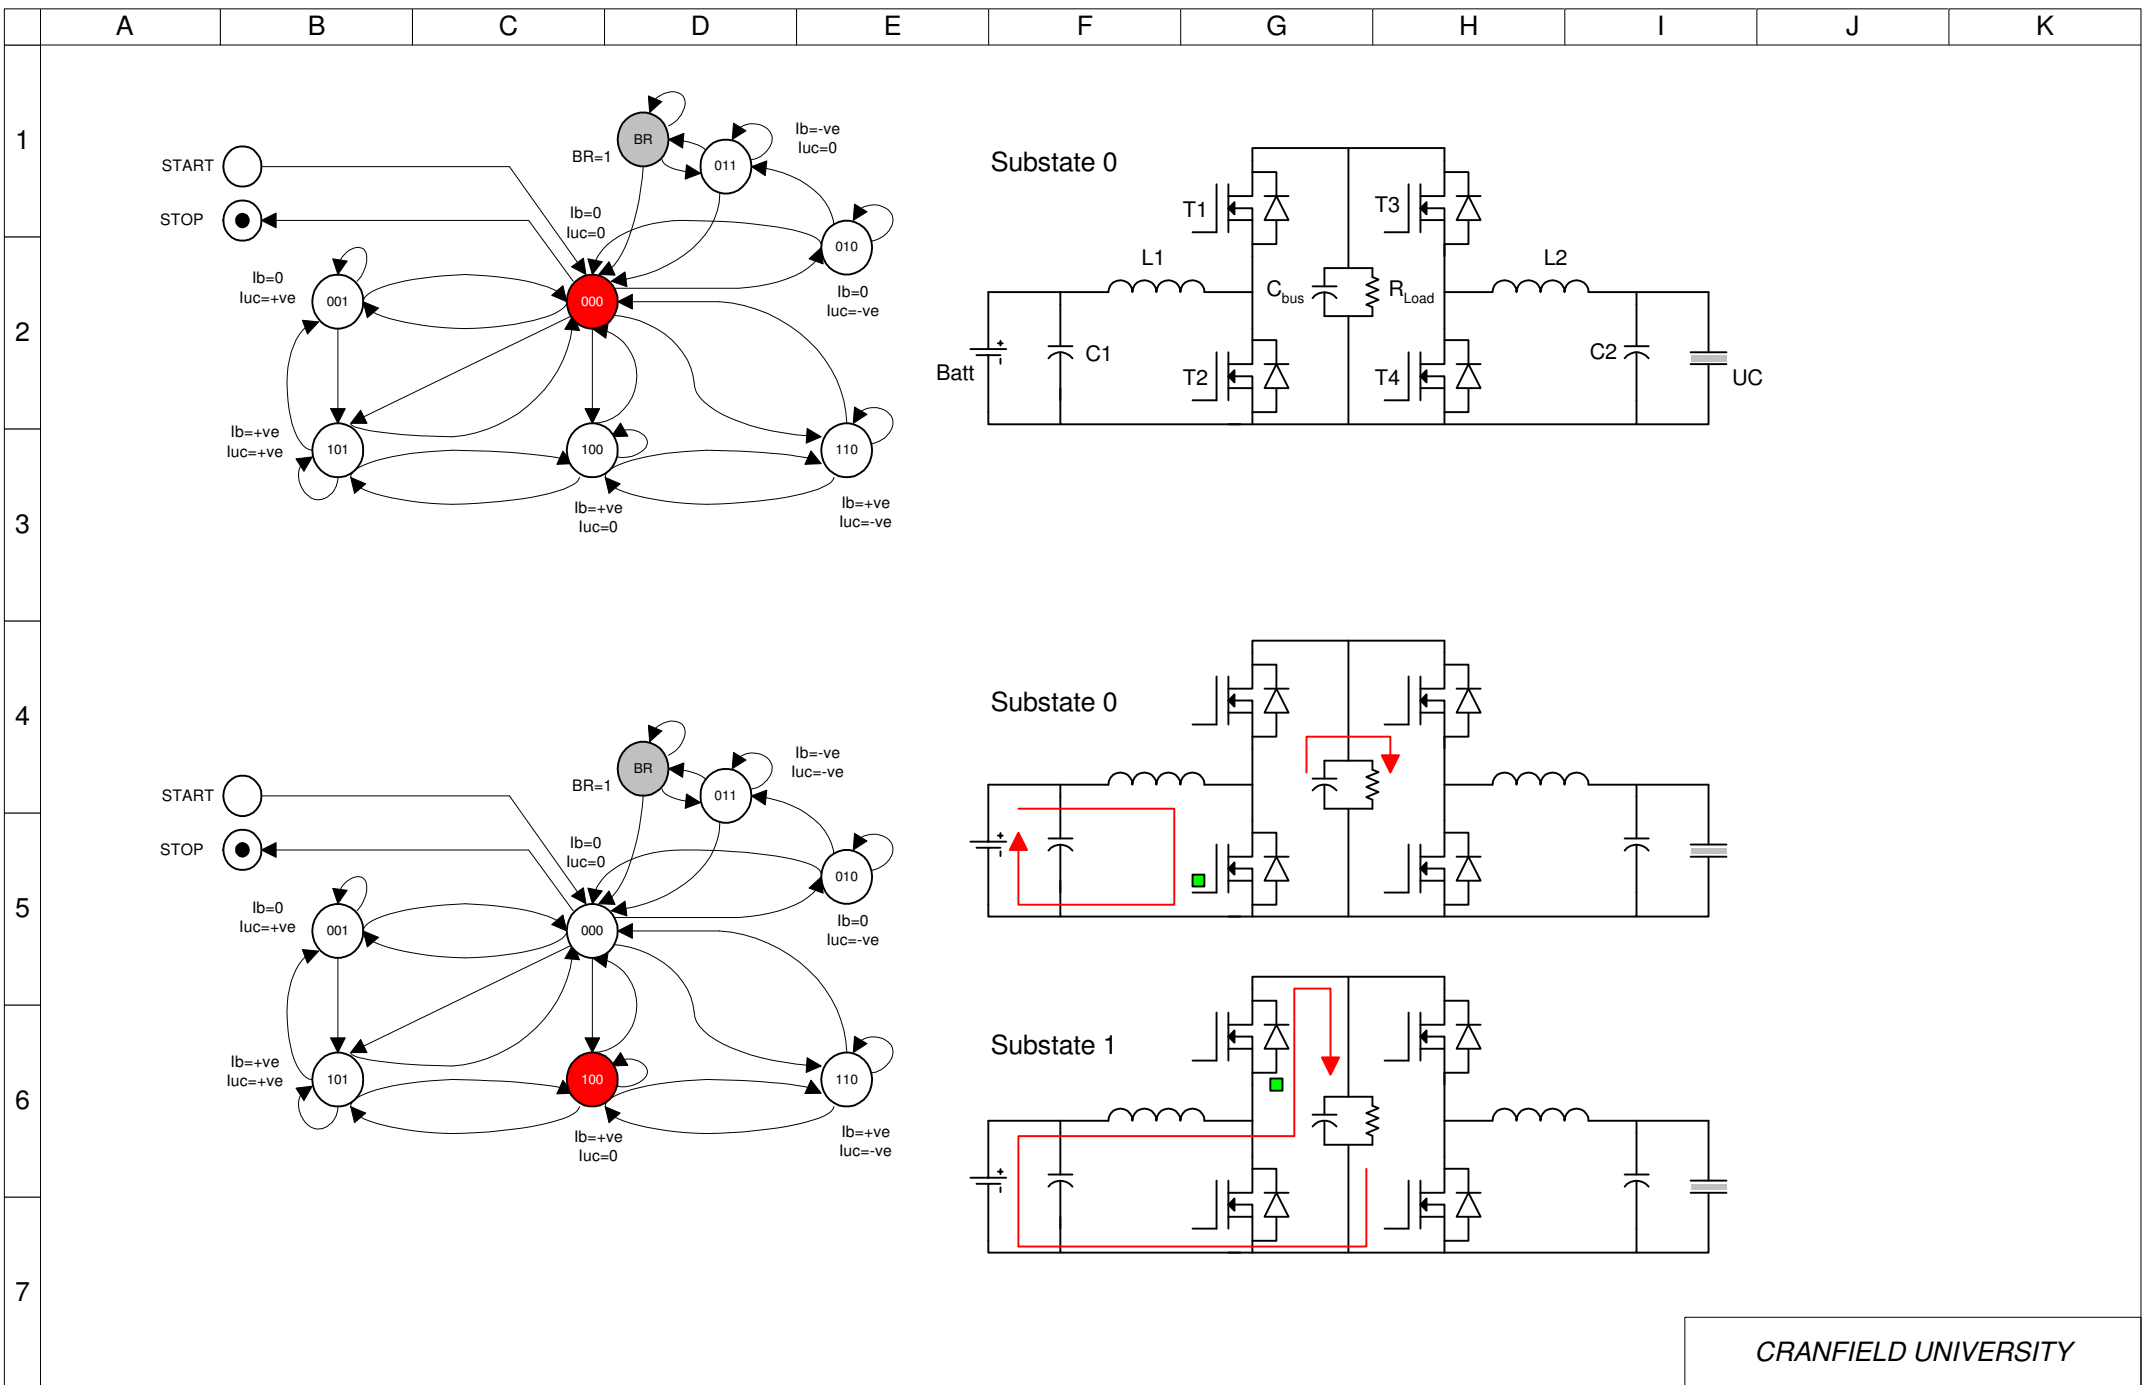 A B C D E F G H I J K
1
BR
BR=1
011
Ib=-ve
Iuc=0
START
STOP
Ib=0
Iuc=0
010
Ib=0
Iuc=-ve
2
Ib=0
Iuc=+ve
001
000
Ib=+ve
Iuc=+ve
101
100
110
Ib=+ve
Iuc=0
Ib=+ve
Iuc=-ve
3
Substate 0
T1
T3
L1
L2
Cbus
RLoad
Batt
C1
T2
T4
C2
UC
4
BR
BR=1
011
Ib=-ve
Iuc=-ve
START
STOP
Ib=0
Iuc=0
010
Ib=0
Iuc=-ve
5
Ib=0
Iuc=+ve
001
000
Ib=+ve
Iuc=+ve
101
100
110
Ib=+ve
Iuc=0
Ib=+ve
Iuc=-ve
6
Substate 0
Substate 1
7
CRANFIELD UNIVERSITY